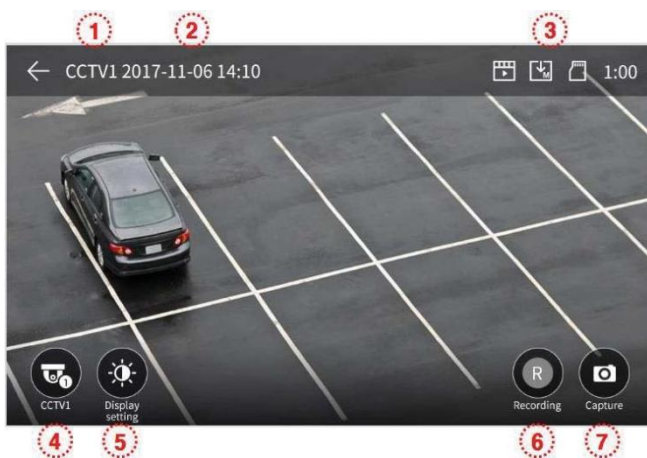 1 2 3
CCTV1 2017-11-06 14:10 M 1:00
1
R
CCTV1 Display setting Recording Capture
4 5 6 7